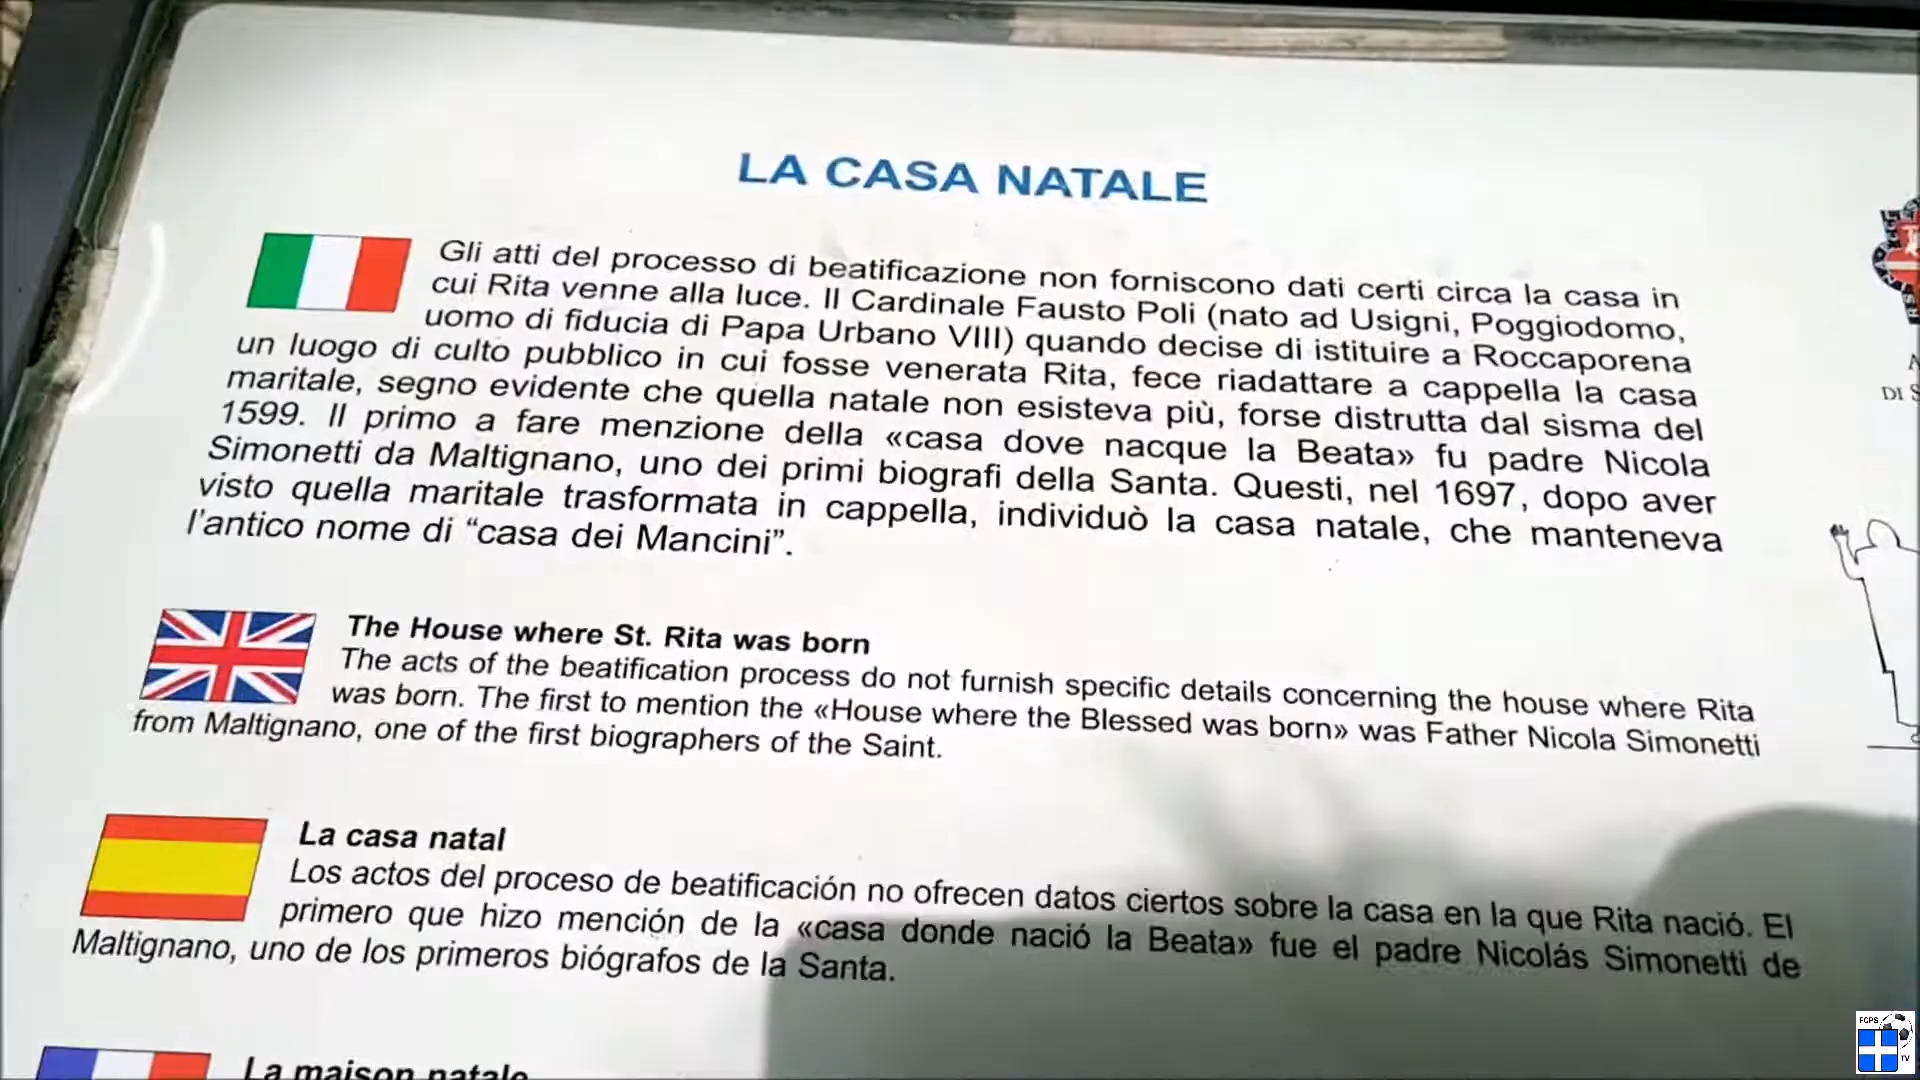 LA CASA NATALE
Gli atti del processo di beatificazione non forniscono dati certi circa la casa in
cui Rita venne alla luce. Il Cardinale Fausto Poli (nato ad Usigni, Poggiodomo,
uomo di fiducia di Papa Urbano VIII) quando decise di istituire a Roccaporena
un luogo di culto pubblico in cui fosse venerata Rita, fece riadattare a cappella la casa
maritale, segno evidente che quella natale non esisteva più, forse distrutta dal sisma del
1599. Il primo a fare menzione della «casa dove nacque la Beata» fu padre Nicola
Simonetti da Maltignano, uno dei primi biografi della Santa. Questi, nel 1697, dopo aver
visto quella maritale trasformata in cappella, individuò la casa natale, che manteneva
l'antico nome di “casa dei Mancini”.
The House where St. Rita was born
The acts of the beatification process do not furnish specific details concerning the house where Rita
was born. The first to mention the «House where the Blessed was born» was Father Nicola Simonetti
from Maltignano, one of the first biographers of the Saint.
La casa natal
Los actos del proceso de beatificación no ofrecen datos ciertos sobre la casa en la que Rita nació. El
primero que hizo mención de la «casa donde nació la Beata» fue el padre Nicolás Simonetti de
Maltignano, uno de los primeros biógrafos de la Santa.
La maison natale
DI S
FCPS
TV